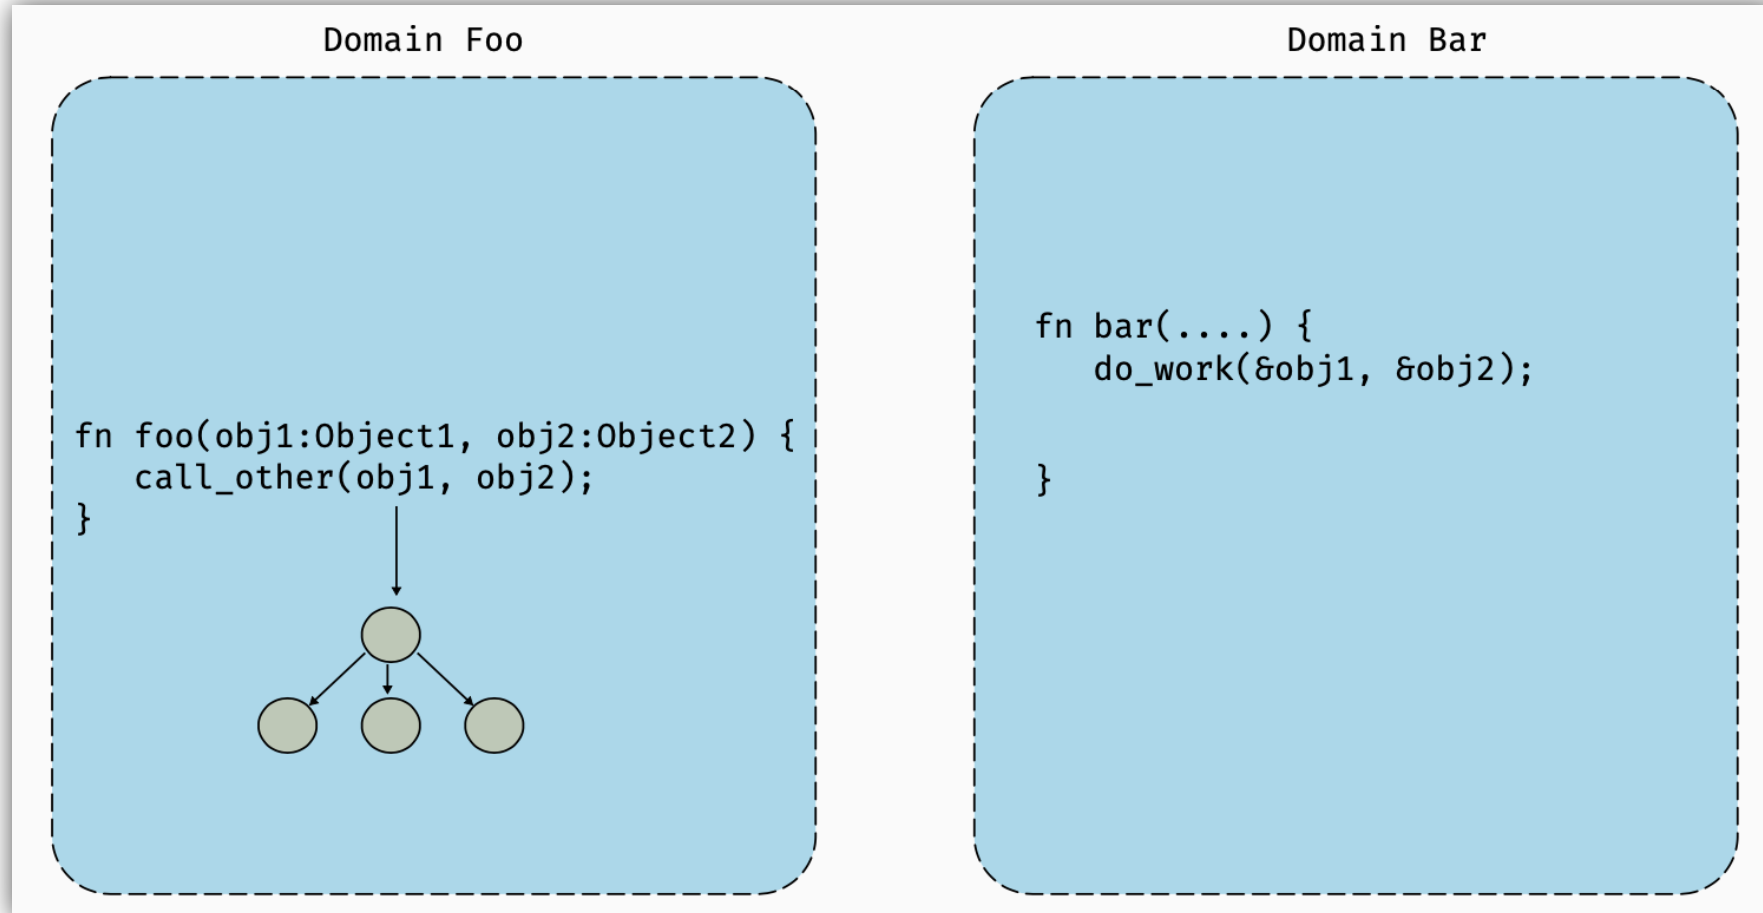 Domain Foo
fn foo(obj1:Object1, obj2:Object2) {
   call_other(obj1, obj2);
}
Domain Bar
fn bar(....) {
   do_work(&obj1, &obj2);
}